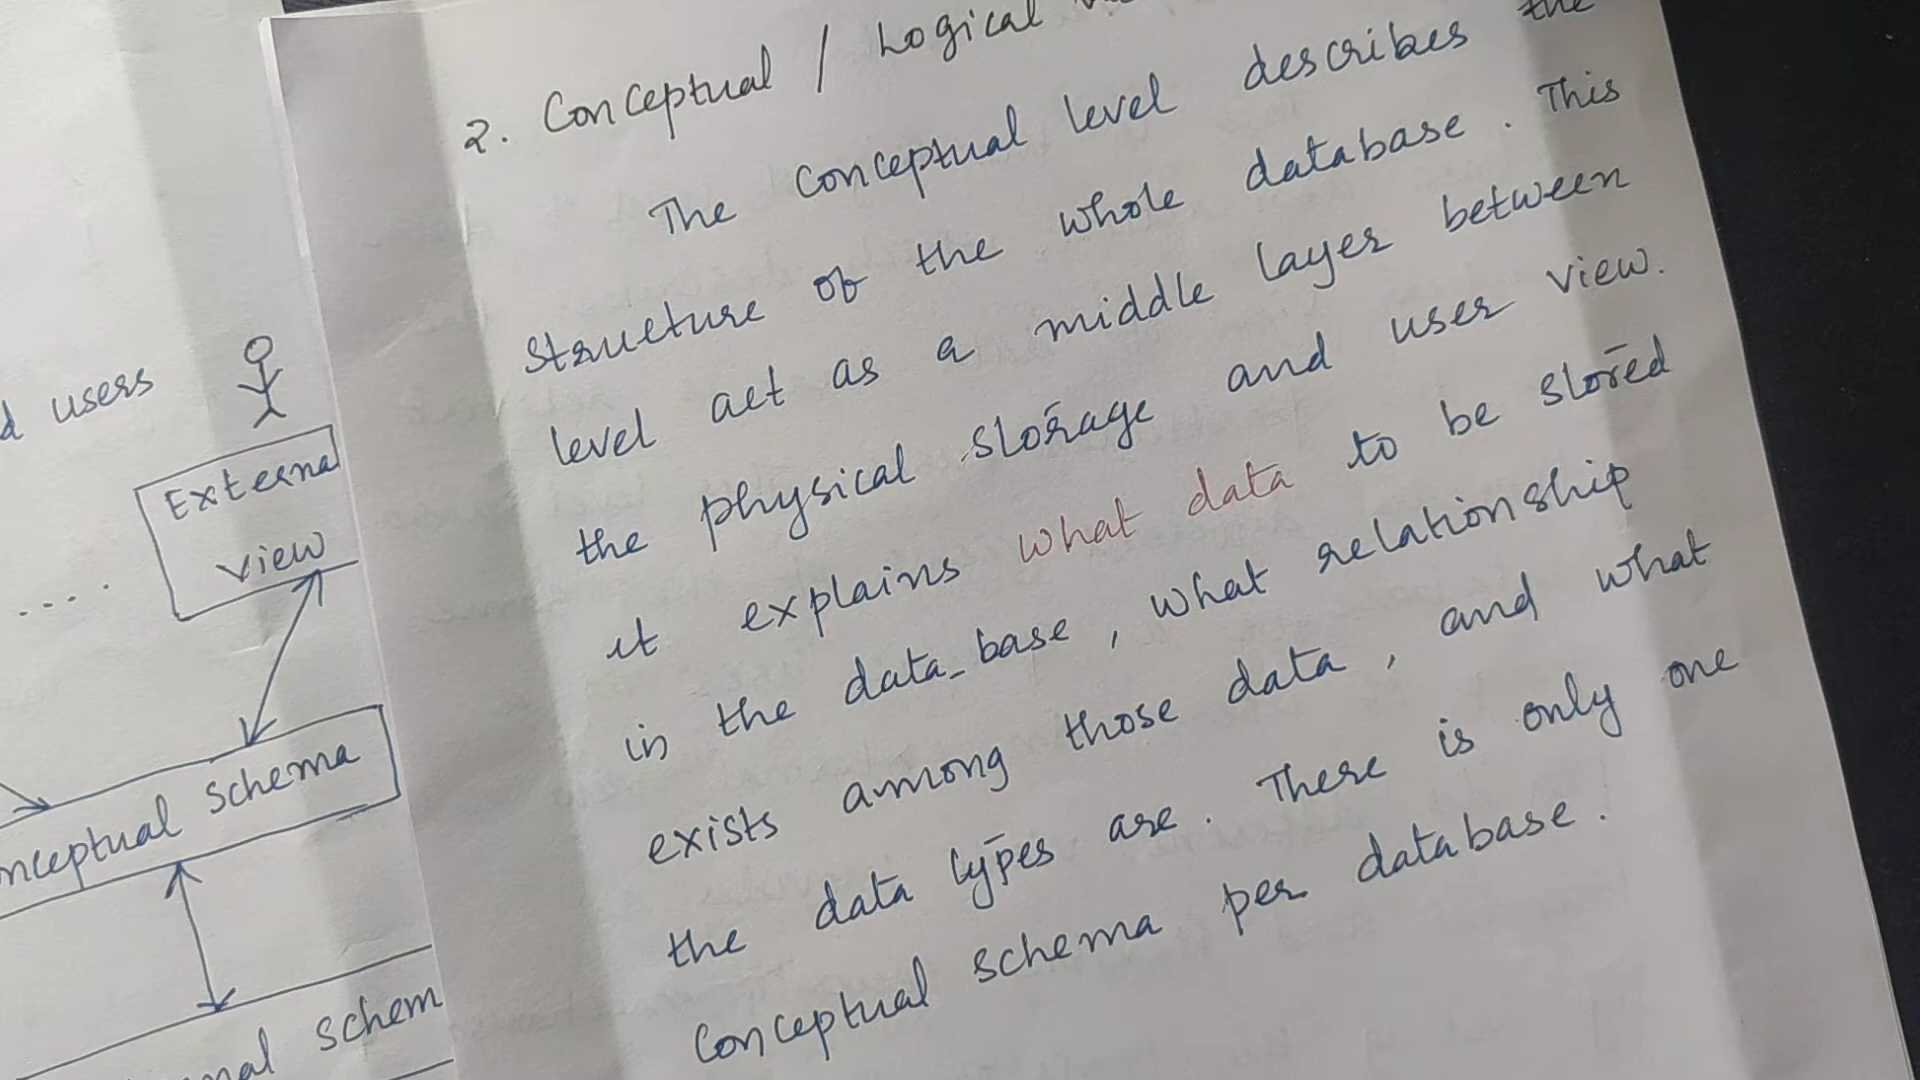 users
External
view
....
conceptual schema
schem
2. Conceptual / Logical
The conceptual level describes the
structure of the whole database. This
level act as a middle layer between
the physical storage and user view.
it explains what data to be stored
in the data_base, what relationship
exists among those data, and what
the data types are. There is only one
conceptual schema per database.